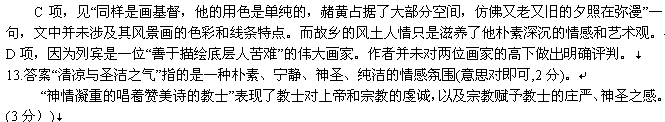 C 项，见“同样是画基督，他的用色是单纯的，赭黄占据了大部分空间，仿佛又老又旧的夕照在弥漫”一
句，文中并未涉及其风景画的色彩和线条特点。而故乡的风土人情只是滋养了他朴素深沉的情感和艺术观。
D 项，因为列宾是一位“善于描绘底层人苦难”的伟大画家。作者并未对两位画家的高下做出明确评判。↓
13.答案“清凉与圣洁之气”指的是一种朴素、宁静、神圣、纯洁的情感氛围(意思对即可,2 分)。↵
“神情凝重的唱着赞美诗的教士”表现了教士对上帝和宗教的虔诚，以及宗教赋予教士的庄严、神圣之感。
(3 分））↓